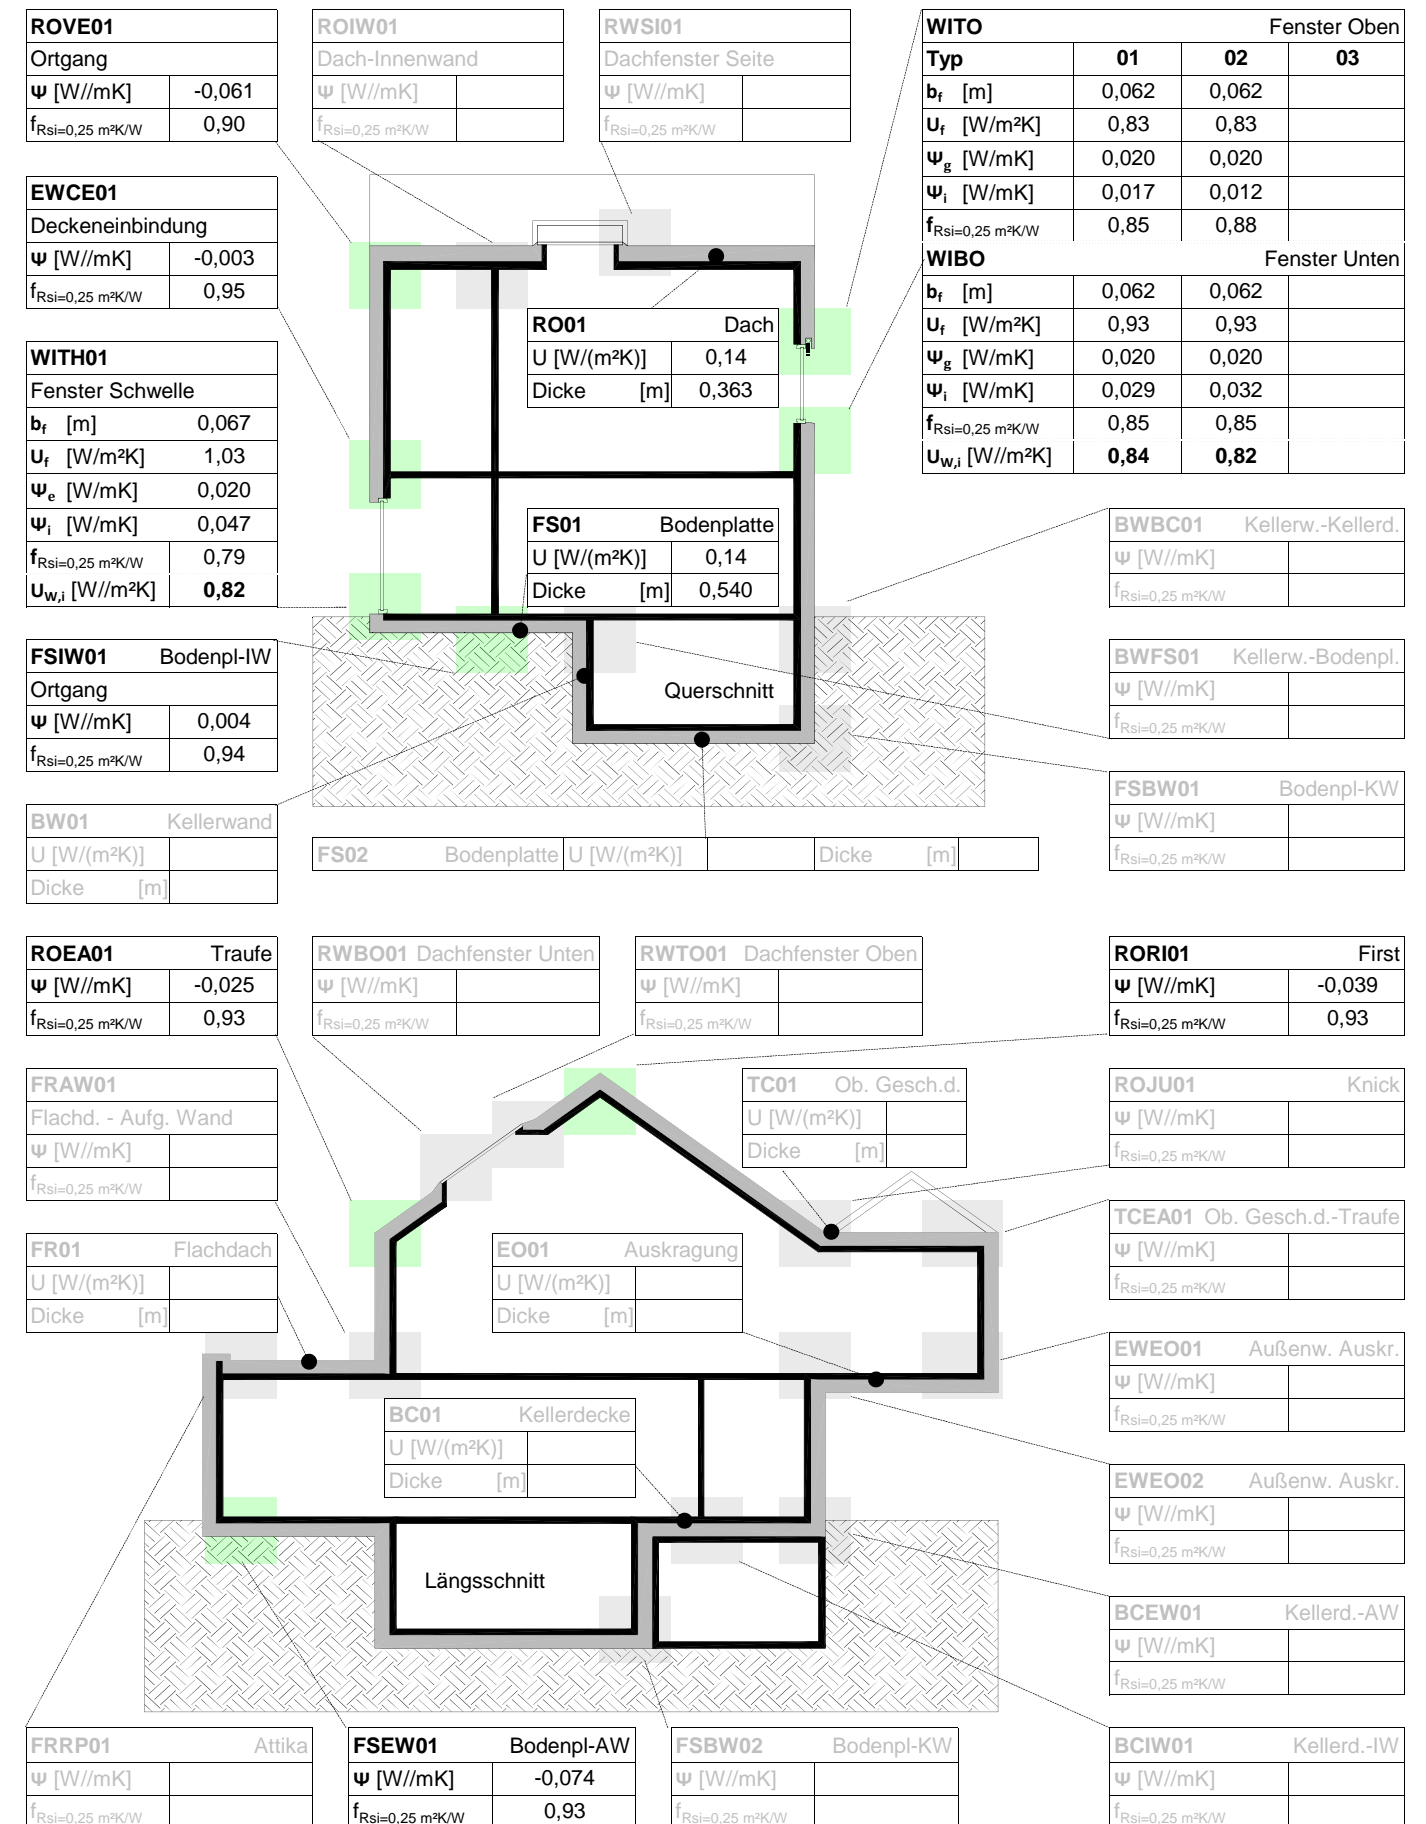 ROVE01
Ortgang
Ψ [W//mK] -0,061
fRsi=0,25 m²K/W 0,90
ROIW01
Dach-Innenwand
Ψ [W//mK]
fRsi=0,25 m²K/W
RWSI01
Dachfenster Seite
Ψ [W//mK]
fRsi=0,25 m²K/W
WITO Fenster Oben
Typ 01 02 03
bf [m] 0,062 0,062
Uf [W/m²K] 0,83 0,83
Ψg [W/mK] 0,020 0,020
Ψi [W/mK] 0,017 0,012
fRsi=0,25 m²K/W 0,85 0,88
WIBO Fenster Unten
bf [m] 0,062 0,062
Uf [W/m²K] 0,93 0,93
Ψg [W/mK] 0,020 0,020
Ψi [W/mK] 0,029 0,032
fRsi=0,25 m²K/W 0,85 0,85
UW,i [W//m²K] 0,84 0,82
EWCE01
Deckeneinbindung
Ψ [W//mK] -0,003
fRsi=0,25 m²K/W 0,95
RO01 Dach
U [W/(m²K)] 0,14
Dicke [m] 0,363
WITH01
Fenster Schwelle
bf [m] 0,067
Uf [W/m²K] 1,03
Ψe [W/mK] 0,020
Ψi [W/mK] 0,047
fRsi=0,25 m²K/W 0,79
UW,i [W//m²K] 0,82
FS01 Bodenplatte
U [W/(m²K)] 0,14
Dicke [m] 0,540
BWBC01 Kellerw.-Kellerd.
Ψ [W//mK]
fRsi=0,25 m²K/W
FSIW01 Bodenpl-IW
Ortgang
Ψ [W//mK] 0,004
fRsi=0,25 m²K/W 0,94
Querschnitt
BWFS01 Kellerw.-Bodenpl.
Ψ [W//mK]
fRsi=0,25 m²K/W
FSBW01 Bodenpl-KW
Ψ [W//mK]
fRsi=0,25 m²K/W
BW01 Kellerwand
U [W/(m²K)]
Dicke [m]
FS02 Bodenplatte U [W/(m²K)] Dicke [m]
ROEA01 Traufe
Ψ [W//mK] -0,025
fRsi=0,25 m²K/W 0,93
RWBO01 Dachfenster Unten
Ψ [W//mK]
fRsi=0,25 m²K/W
RWTO01 Dachfenster Oben
Ψ [W//mK]
fRsi=0,25 m²K/W
RORI01 First
Ψ [W//mK] -0,039
fRsi=0,25 m²K/W 0,93
FRAW01
Flachd. - Aufg. Wand
Ψ [W//mK]
fRsi=0,25 m²K/W
TC01 Ob. Gesch.d.
U [W/(m²K)]
Dicke [m]
ROJU01 Knick
Ψ [W//mK]
fRsi=0,25 m²K/W
TCEA01 Ob. Gesch.d.-Traufe
Ψ [W//mK]
fRsi=0,25 m²K/W
FR01 Flachdach
U [W/(m²K)]
Dicke [m]
EO01 Auskragung
U [W/(m²K)]
Dicke [m]
EWEO01 Außenw. Auskr.
Ψ [W//mK]
fRsi=0,25 m²K/W
BC01 Kellerdecke
U [W/(m²K)]
Dicke [m]
EWEO02 Außenw. Auskr.
Ψ [W//mK]
fRsi=0,25 m²K/W
Längsschnitt
BCEW01 Kellerd.-AW
Ψ [W//mK]
fRsi=0,25 m²K/W
FRRP01 Attika
Ψ [W//mK]
fRsi=0,25 m²K/W
FSEW01 Bodenpl-AW
Ψ [W//mK] -0,074
fRsi=0,25 m²K/W 0,93
FSBW02 Bodenpl-KW
Ψ [W//mK]
fRsi=0,25 m²K/W
BCIW01 Kellerd.-IW
Ψ [W//mK]
fRsi=0,25 m²K/W